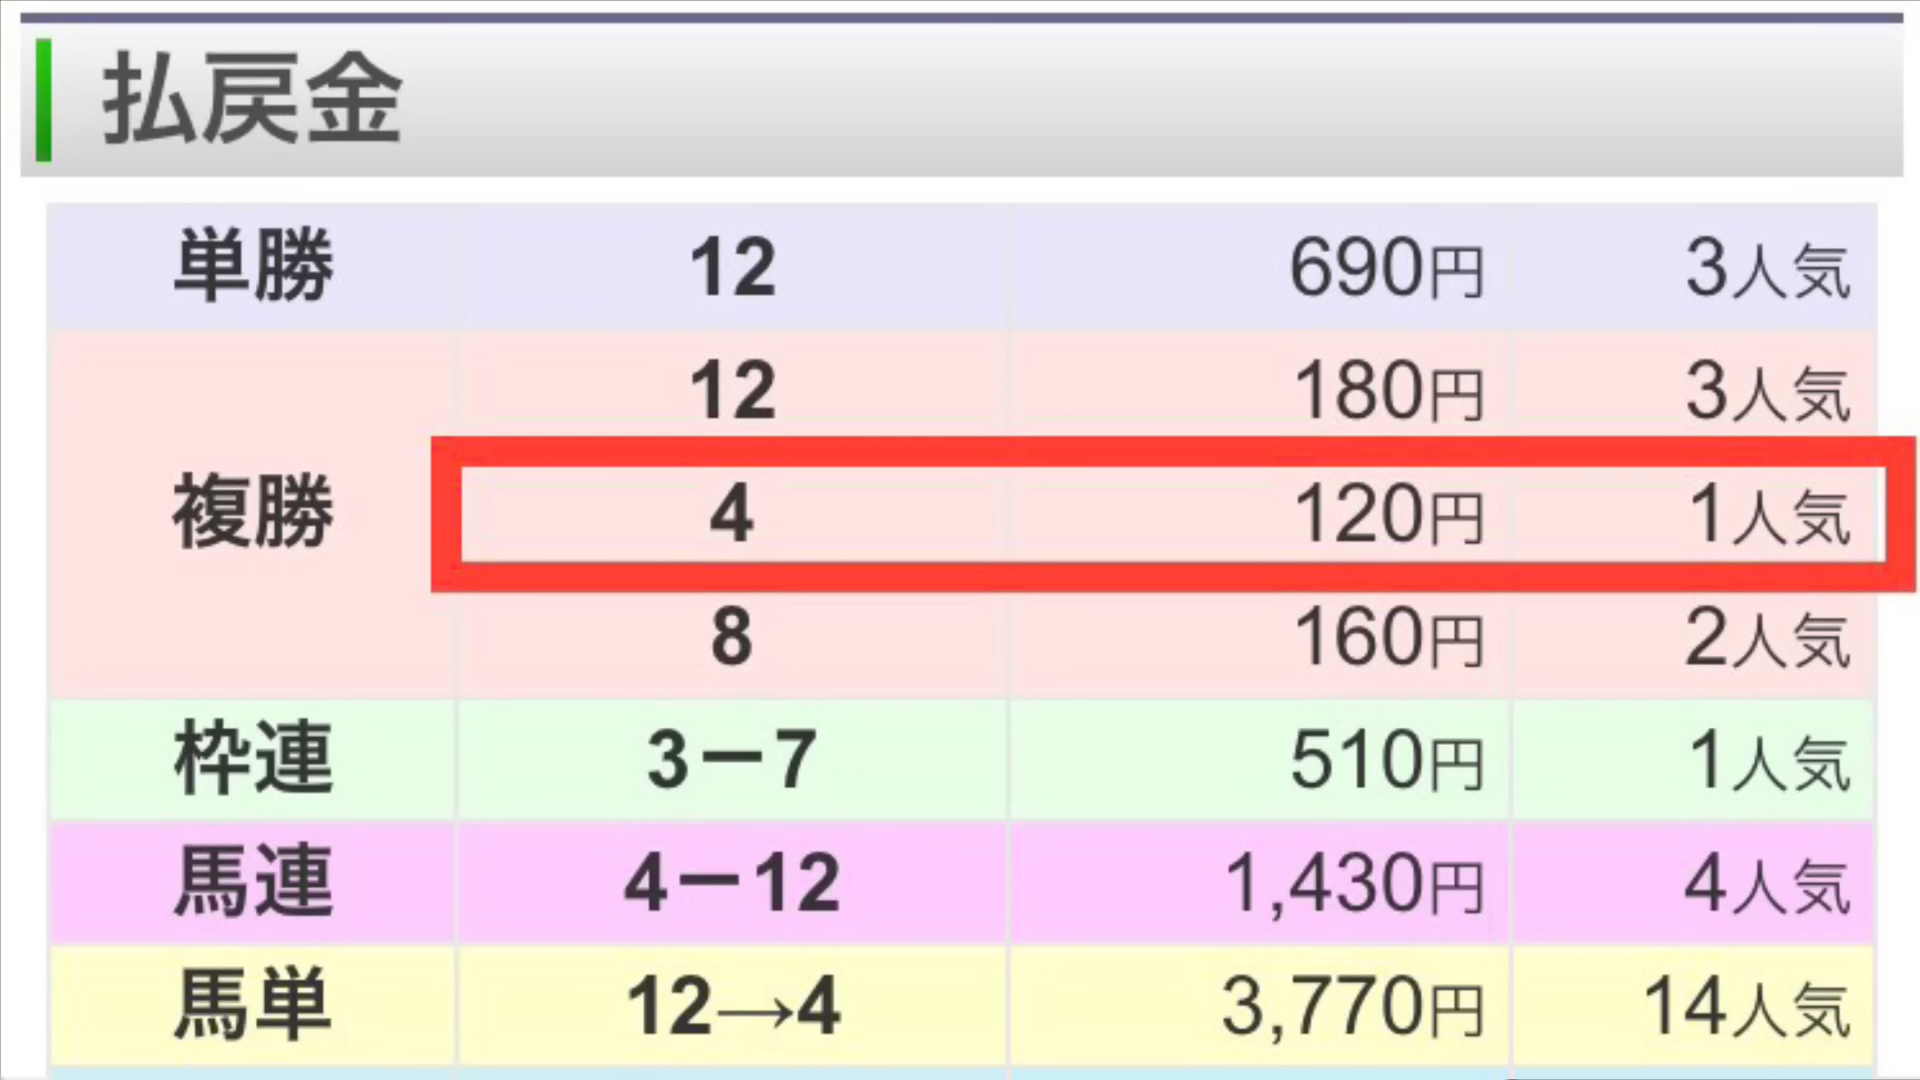 払戻金
単勝 12 690円 3人気
複勝 12 180円 3人気
4 120円 1人気
8 160円 2人気
枠連 3－7 510円 1人気
馬連 4－12 1,430円 4人気
馬単 12→4 3,770円 14人気